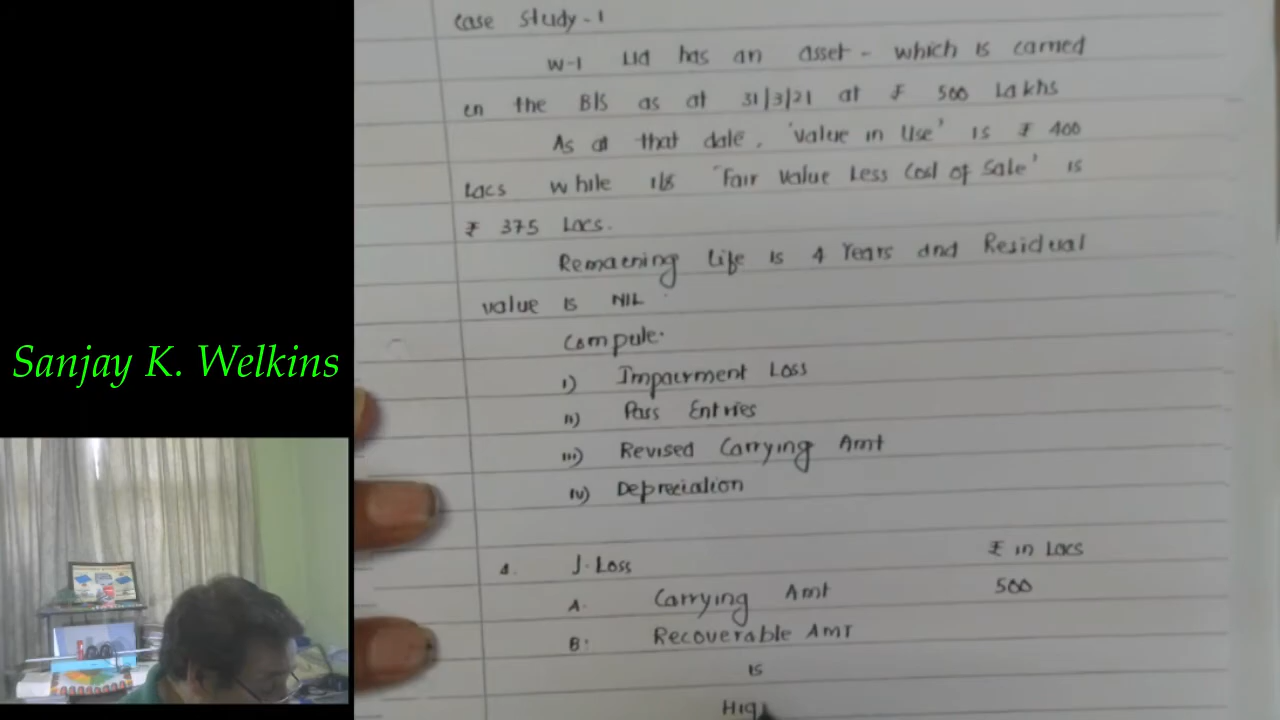 Case Study-1
W-1 Ltd has an asset - which is carried
in the B/S as at 31/3/21 at ₹ 500 Lakhs
As at that date, 'Value in Use' is ₹ 400
Lacs while its 'Fair Value Less Cost of Sale' is
₹ 375 Lacs.
Remaining Life is 4 Years and Residual
value is NIL
Compute.
i) Impairment Loss
ii) Pass Entries
iii) Revised Carrying Amt
iv) Depreciation
Sanjay K. Welkins
1. I. Loss ₹ in Lacs
A. Carrying Amt 500
B: Recoverable AMT
is